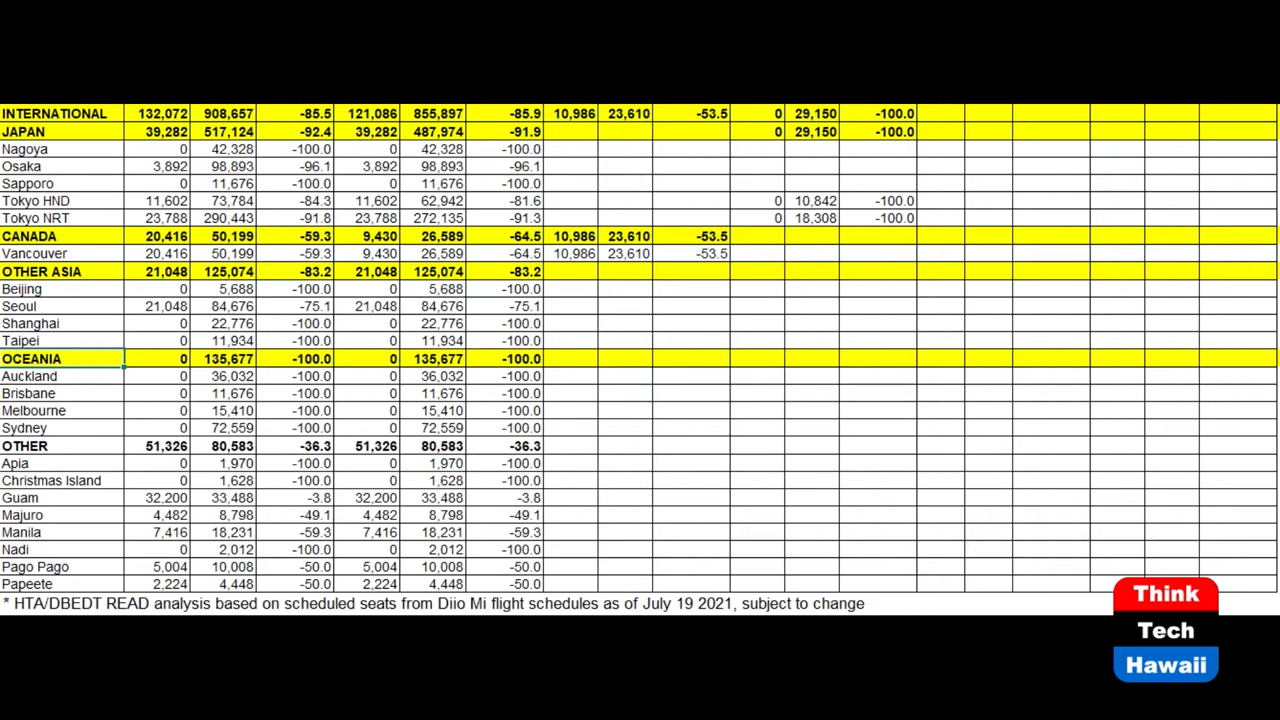 INTERNATIONAL 132,072 908,657 -85.5 121,086 855,897 -85.9 10,986 23,610 -53.5 0 29,150 -100.0
JAPAN 39,282 517,124 -92.4 39,282 487,974 -91.9 0 29,150 -100.0
Nagoya 0 42,328 -100.0 0 42,328 -100.0
Osaka 3,892 98,893 -96.1 3,892 98,893 -96.1
Sapporo 0 11,676 -100.0 0 11,676 -100.0
Tokyo HND 11,602 73,784 -84.3 11,602 62,942 -81.6 0 10,842 -100.0
Tokyo NRT 23,788 290,443 -91.8 23,788 272,135 -91.3 0 18,308 -100.0
CANADA 20,416 50,199 -59.3 9,430 26,589 -64.5 10,986 23,610 -53.5
Vancouver 20,416 50,199 -59.3 9,430 26,589 -64.5 10,986 23,610 -53.5
OTHER ASIA 21,048 125,074 -83.2 21,048 125,074 -83.2
Beijing 0 5,688 -100.0 0 5,688 -100.0
Seoul 21,048 84,676 -75.1 21,048 84,676 -75.1
Shanghai 0 22,776 -100.0 0 22,776 -100.0
Taipei 0 11,934 -100.0 0 11,934 -100.0
OCEANIA 0 135,677 -100.0 0 135,677 -100.0
Auckland 0 36,032 -100.0 0 36,032 -100.0
Brisbane 0 11,676 -100.0 0 11,676 -100.0
Melbourne 0 15,410 -100.0 0 15,410 -100.0
Sydney 0 72,559 -100.0 0 72,559 -100.0
OTHER 51,326 80,583 -36.3 51,326 80,583 -36.3
Apia 0 1,970 -100.0 0 1,970 -100.0
Christmas Island 0 1,628 -100.0 0 1,628 -100.0
Guam 32,200 33,488 -3.8 32,200 33,488 -3.8
Majuro 4,482 8,798 -49.1 4,482 8,798 -49.1
Manila 7,416 18,231 -59.3 7,416 18,231 -59.3
Nadi 0 2,012 -100.0 0 2,012 -100.0
Pago Pago 5,004 10,008 -50.0 5,004 10,008 -50.0
Papeete 2,224 4,448 -50.0 2,224 4,448 -50.0
* HTA/DBEDT READ analysis based on scheduled seats from Diio Mi flight schedules as of July 19 2021, subject to change
Think
Tech
Hawaii